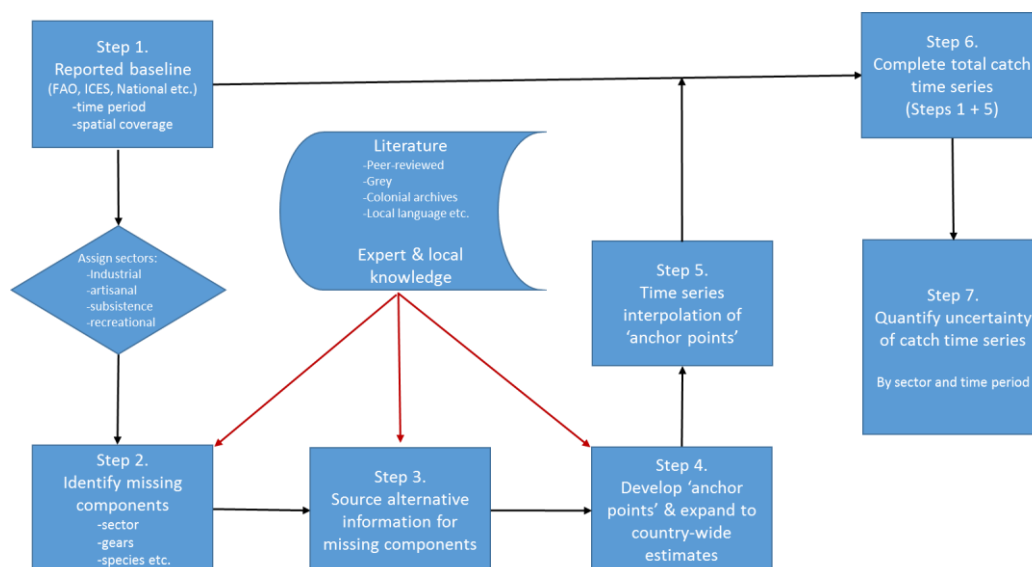 Step 1.
Reported baseline
(FAO, ICES, National etc.)
-time period
-spatial coverage
Assign sectors:
-Industrial
-artisanal
-subsistence
-recreational
Step 2.
Identify missing
components
-sector
-gears
-species etc.
Literature
-Peer-reviewed
-Grey
-Colonial archives
-Local language etc.
Expert & local
knowledge
Step 3.
Source alternative
information for
missing components
Step 4.
Develop ‘anchor
points’ & expand to
country-wide
estimates
Step 5.
Time series
interpolation of
‘anchor points’
Step 6.
Complete total catch
time series
(Steps 1 + 5)
Step 7.
Quantify uncertainty
of catch time series
By sector and time period